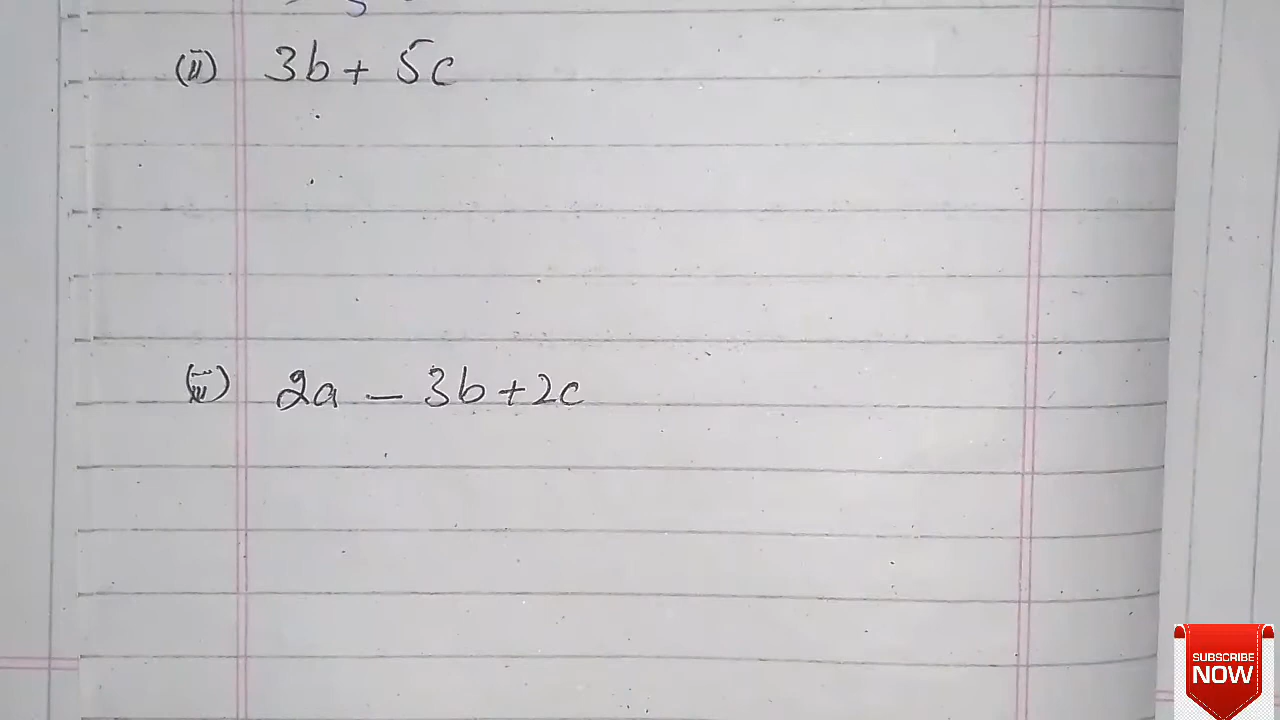 (ii) 3b + 5c
(iii) 2a - 3b + 2c
SUBSCRIBE
NOW